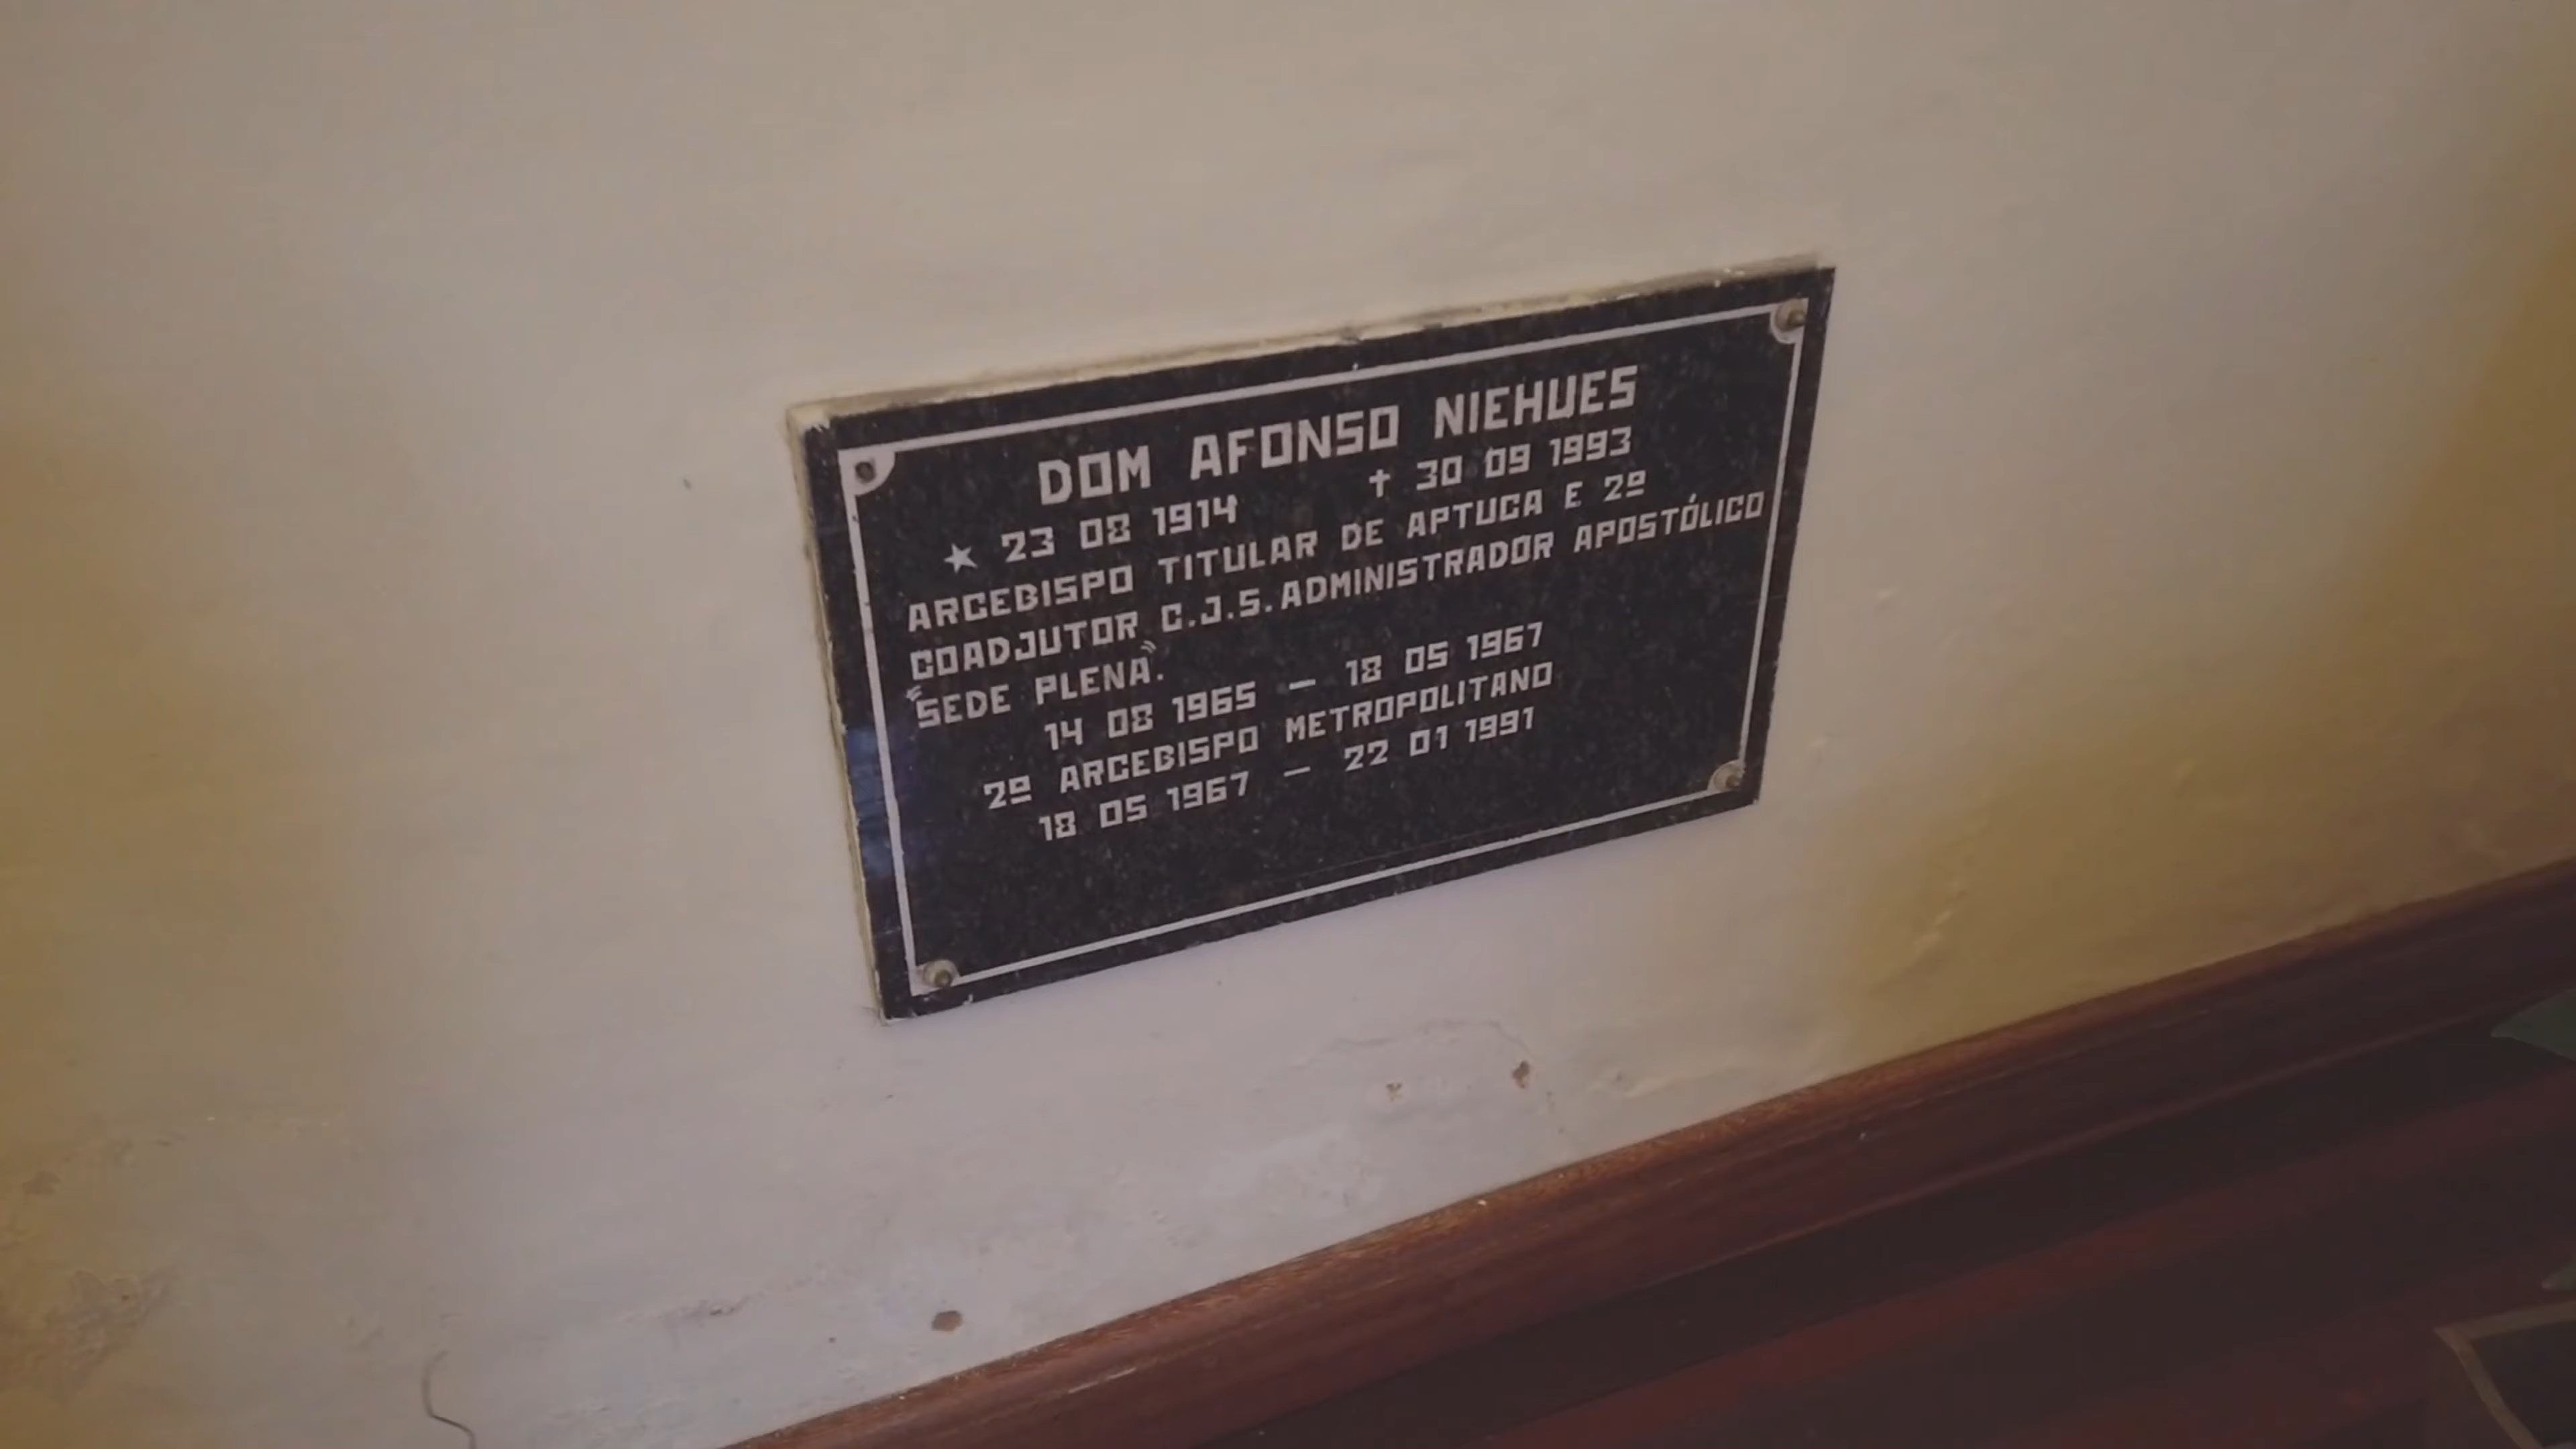 DOM AFONSO NIEHUES
★ 23 08 1914 ✝ 30 09 1993
ARCEBISPO TITULAR DE APTUCA E 2º
COADJUTOR C.J.S. ADMINISTRADOR APOSTÓLICO
"SEDE PLENA".
14 08 1965 – 18 05 1967
2º ARCEBISPO METROPOLITANO
18 05 1967 – 22 01 1991